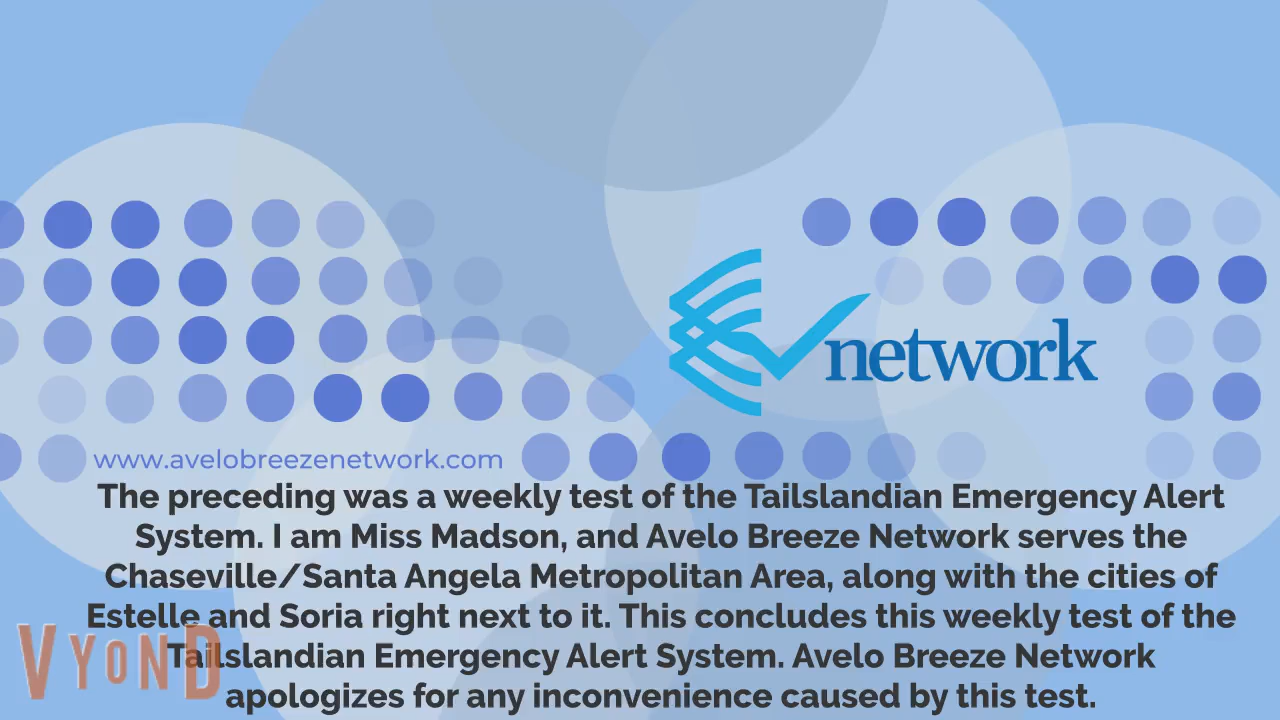 network
www.avelobreezenetwork.com
The preceding was a weekly test of the Tailslandian Emergency Alert
System. I am Miss Madson, and Avelo Breeze Network serves the
Chaseville/Santa Angela Metropolitan Area, along with the cities of
Estelle and Soria right next to it. This concludes this weekly test of the
Tailslandian Emergency Alert System. Avelo Breeze Network
apologizes for any inconvenience caused by this test.
VYOND